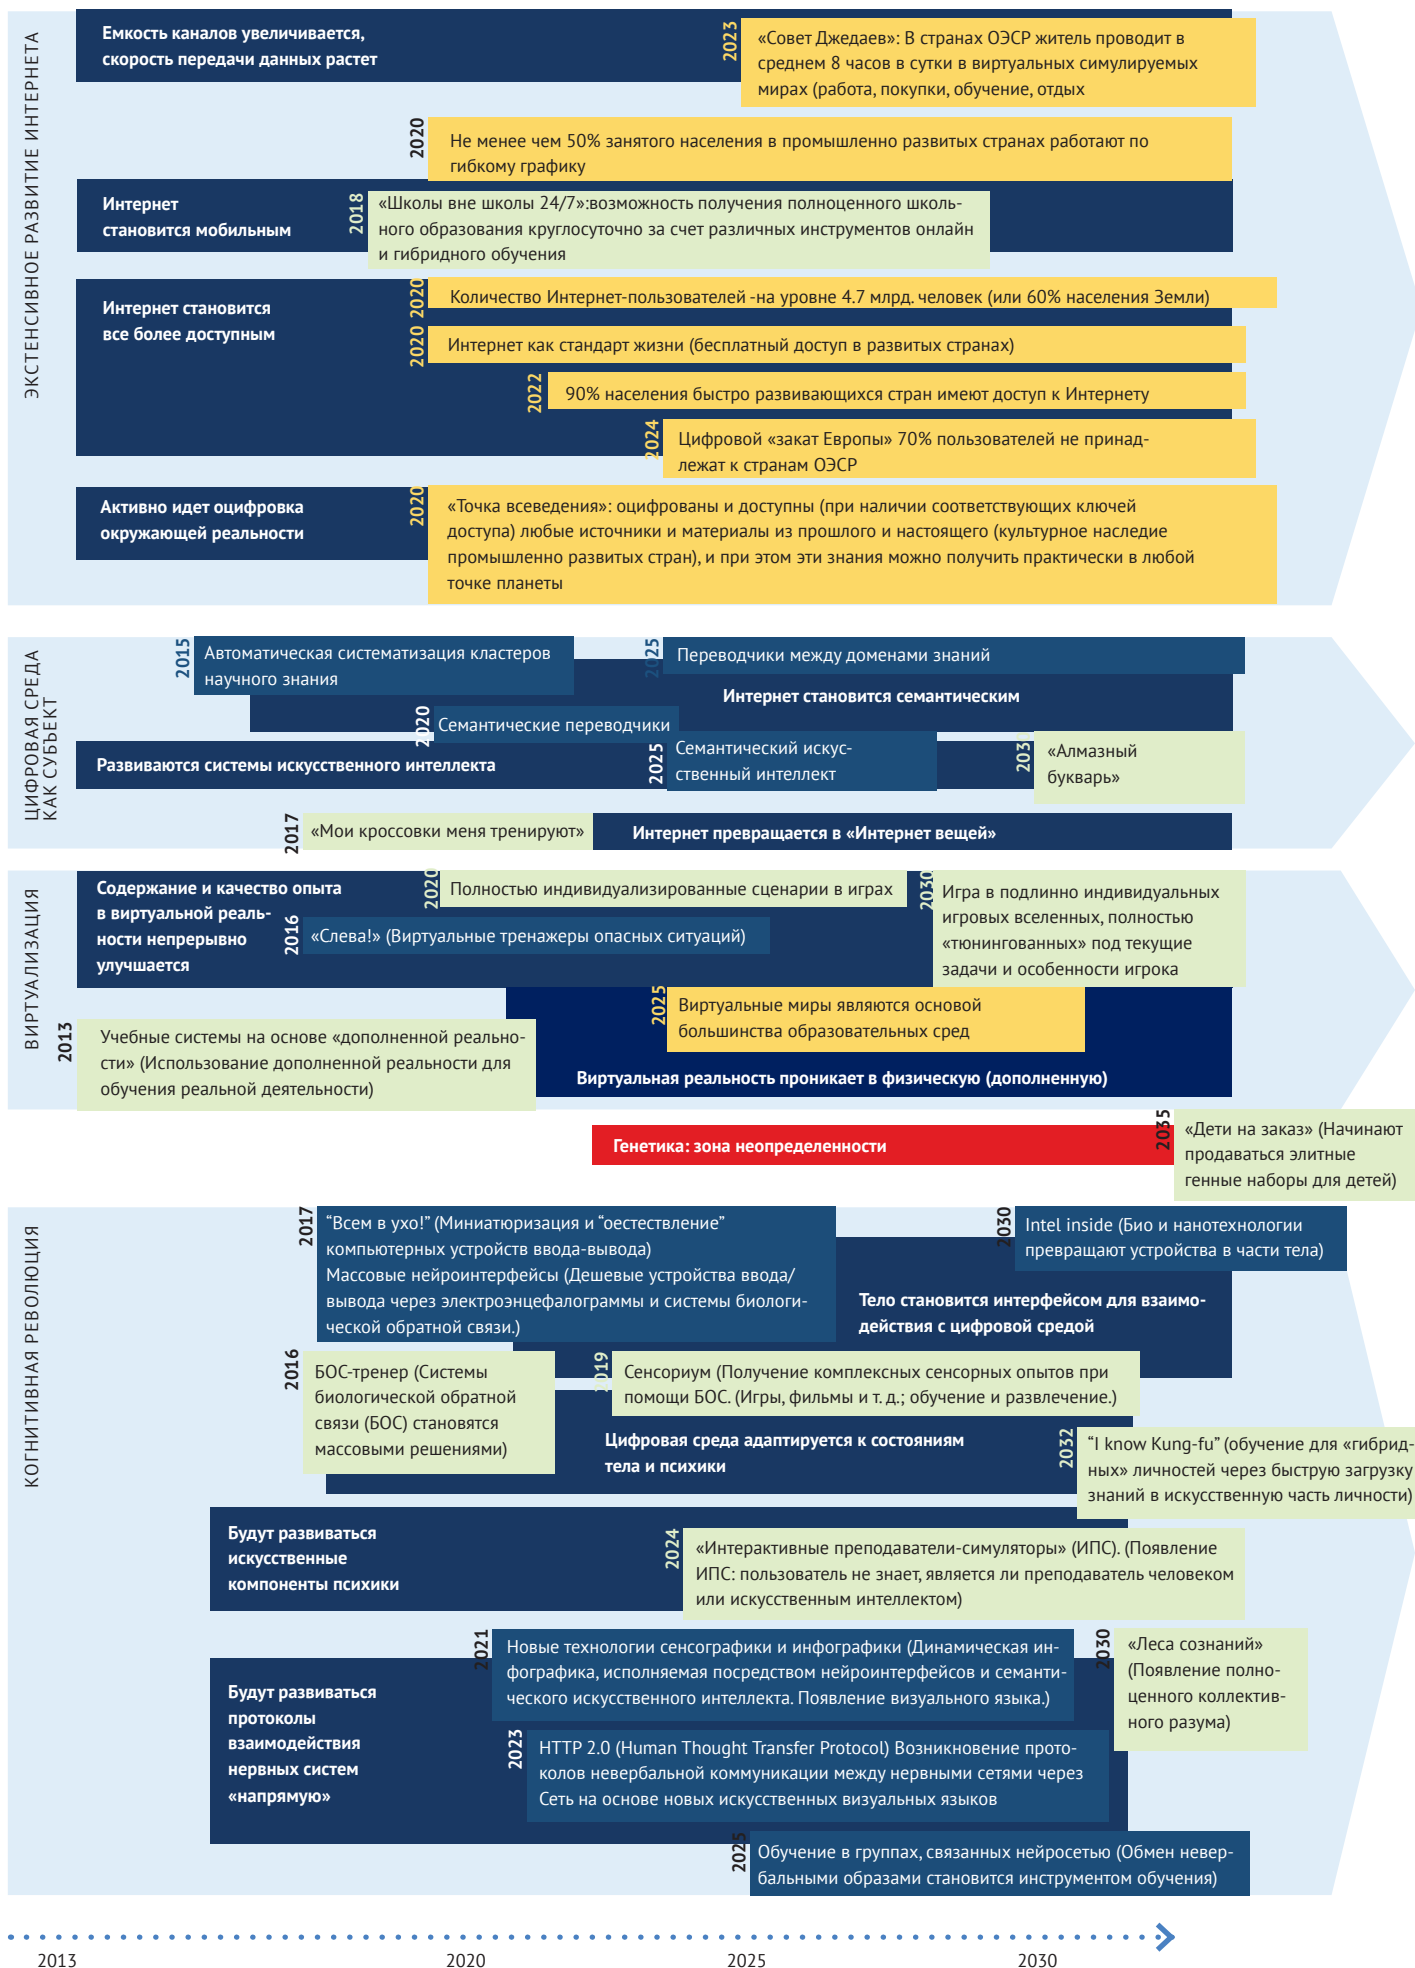 ЭКСТЕНСИВНОЕ РАЗВИТИЕ ИНТЕРНЕТА
Емкость каналов увеличивается,
скорость передачи данных растет
2023
«Совет Джедаев»: В странах ОЭСР житель проводит в
среднем 8 часов в сутки в виртуальных симулируемых
мирах (работа, покупки, обучение, отдых
2020
Не менее чем 50% занятого населения в промышленно развитых странах работают по
гибкому графику
Интернет
становится мобильным
2018
«Школы вне школы 24/7»:возможность получения полноценного школь-
ного образования круглосуточно за счет различных инструментов онлайн
и гибридного обучения
Интернет становится
все более доступным
2020
Количество Интернет-пользователей -на уровне 4.7 млрд. человек (или 60% населения Земли)
2020
Интернет как стандарт жизни (бесплатный доступ в развитых странах)
2022
90% населения быстро развивающихся стран имеют доступ к Интернету
2024
Цифровой «закат Европы» 70% пользователей не принад-
лежат к странам ОЭСР
Активно идет оцифровка
окружающей реальности
2020
«Точка всеведения»: оцифрованы и доступны (при наличии соответствующих ключей
доступа) любые источники и материалы из прошлого и настоящего (культурное наследие
промышленно развитых стран), и при этом эти знания можно получить практически в любой
точке планеты
ЦИФРОВАЯ СРЕДА
КАК СУБЪЕКТ
2015
Автоматическая систематизация кластеров
научного знания
2025
Переводчики между доменами знаний
Интернет становится семантическим
2020
Семантические переводчики
Развиваются системы искусственного интеллекта
2025
Семантический искус-
ственный интеллект
«Алмазный
букварь»
2017
«Мои кроссовки меня тренируют»
Интернет превращается в «Интернет вещей»
ВИРТУАЛИЗАЦИЯ
Содержание и качество опыта
в виртуальной реаль-
ности непрерывно
улучшается
2020
Полностью индивидуализированные сценарии в играх
2016
«Слева!» (Виртуальные тренажеры опасных ситуаций)
2030
Игра в подлинно индивидуальных
игровых вселенных, полностью
«тюнингованных» под текущие
задачи и особенности игрока
2025
Виртуальные миры являются основой
большинства образовательных сред
2013
Учебные системы на основе «дополненной реально-
сти» (Использование дополненной реальности для
обучения реальной деятельности)
Виртуальная реальность проникает в физическую (дополненную)
Генетика: зона неопределенности
2035
«Дети на заказ» (Начинают
продаваться элитные
генные наборы для детей)
КОГНИТИВНАЯ РЕВОЛЮЦИЯ
2017
“Всем в ухо!” (Миниатюризация и “оестествление”
компьютерных устройств ввода-вывода)
Массовые нейроинтерфейсы (Дешевые устройства ввода/
вывода через электроэнцефалограммы и системы биологи-
ческой обратной связи.)
2030
Intel inside (Био и нанотехнологии
превращают устройства в части тела)
Тело становится интерфейсом для взаимо-
действия с цифровой средой
2016
БОС-тренер (Системы
биологической обратной
связи (БОС) становятся
массовыми решениями)
2019
Сенсориум (Получение комплексных сенсорных опытов при
помощи БОС. (Игры, фильмы и т. д.; обучение и развлечение.)
Цифровая среда адаптируется к состояниям
тела и психики
2032
“I know Kung-fu” (обучение для «гибрид-
ных» личностей через быструю загрузку
знаний в искусственную часть личности)
Будут развиваться
искусственные
компоненты психики
2024
«Интерактивные преподаватели-симуляторы» (ИПС). (Появление
ИПС: пользователь не знает, является ли преподаватель человеком
или искусственным интеллектом)
2021
Новые технологии сенсографики и инфографики (Динамическая ин-
фографика, исполняемая посредством нейроинтерфейсов и семанти-
ческого искусственного интеллекта. Появление визуального языка.)
2030
«Леса сознаний»
(Появление полно-
ценного коллектив-
ного разума)
Будут развиваться
протоколы
взаимодействия
нервных систем
«напрямую»
2023
HTTP 2.0 (Human Thought Transfer Protocol) Возникновение прото-
колов невербальной коммуникации между нервными сетями через
Сеть на основе новых искусственных визуальных языков
2025
Обучение в группах, связанных нейросетью (Обмен невер-
бальными образами становится инструментом обучения)
2013
2020
2025
2030